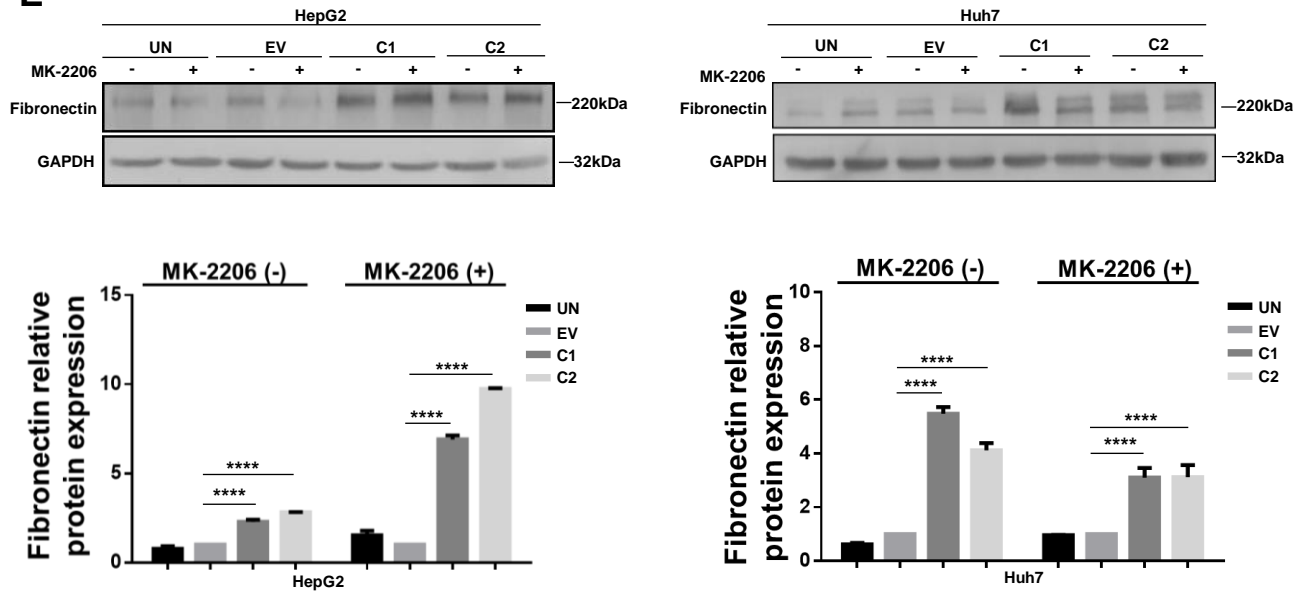 E
HepG2
UN EV C1 C2
MK-2206 - + - + - + - +
Fibronectin —220kDa
GAPDH —32kDa
Huh7
UN EV C1 C2
MK-2206 - + - + - + - +
Fibronectin —220kDa
GAPDH —32kDa
Fibronectin relative
protein expression
MK-2206 (-) MK-2206 (+)
15
10
5
0
**** ****
**** ****
UN
EV
C1
C2
HepG2
Fibronectin relative
protein expression
MK-2206 (-) MK-2206 (+)
10
8
6
4
2
0
**** ****
**** ****
UN
EV
C1
C2
Huh7